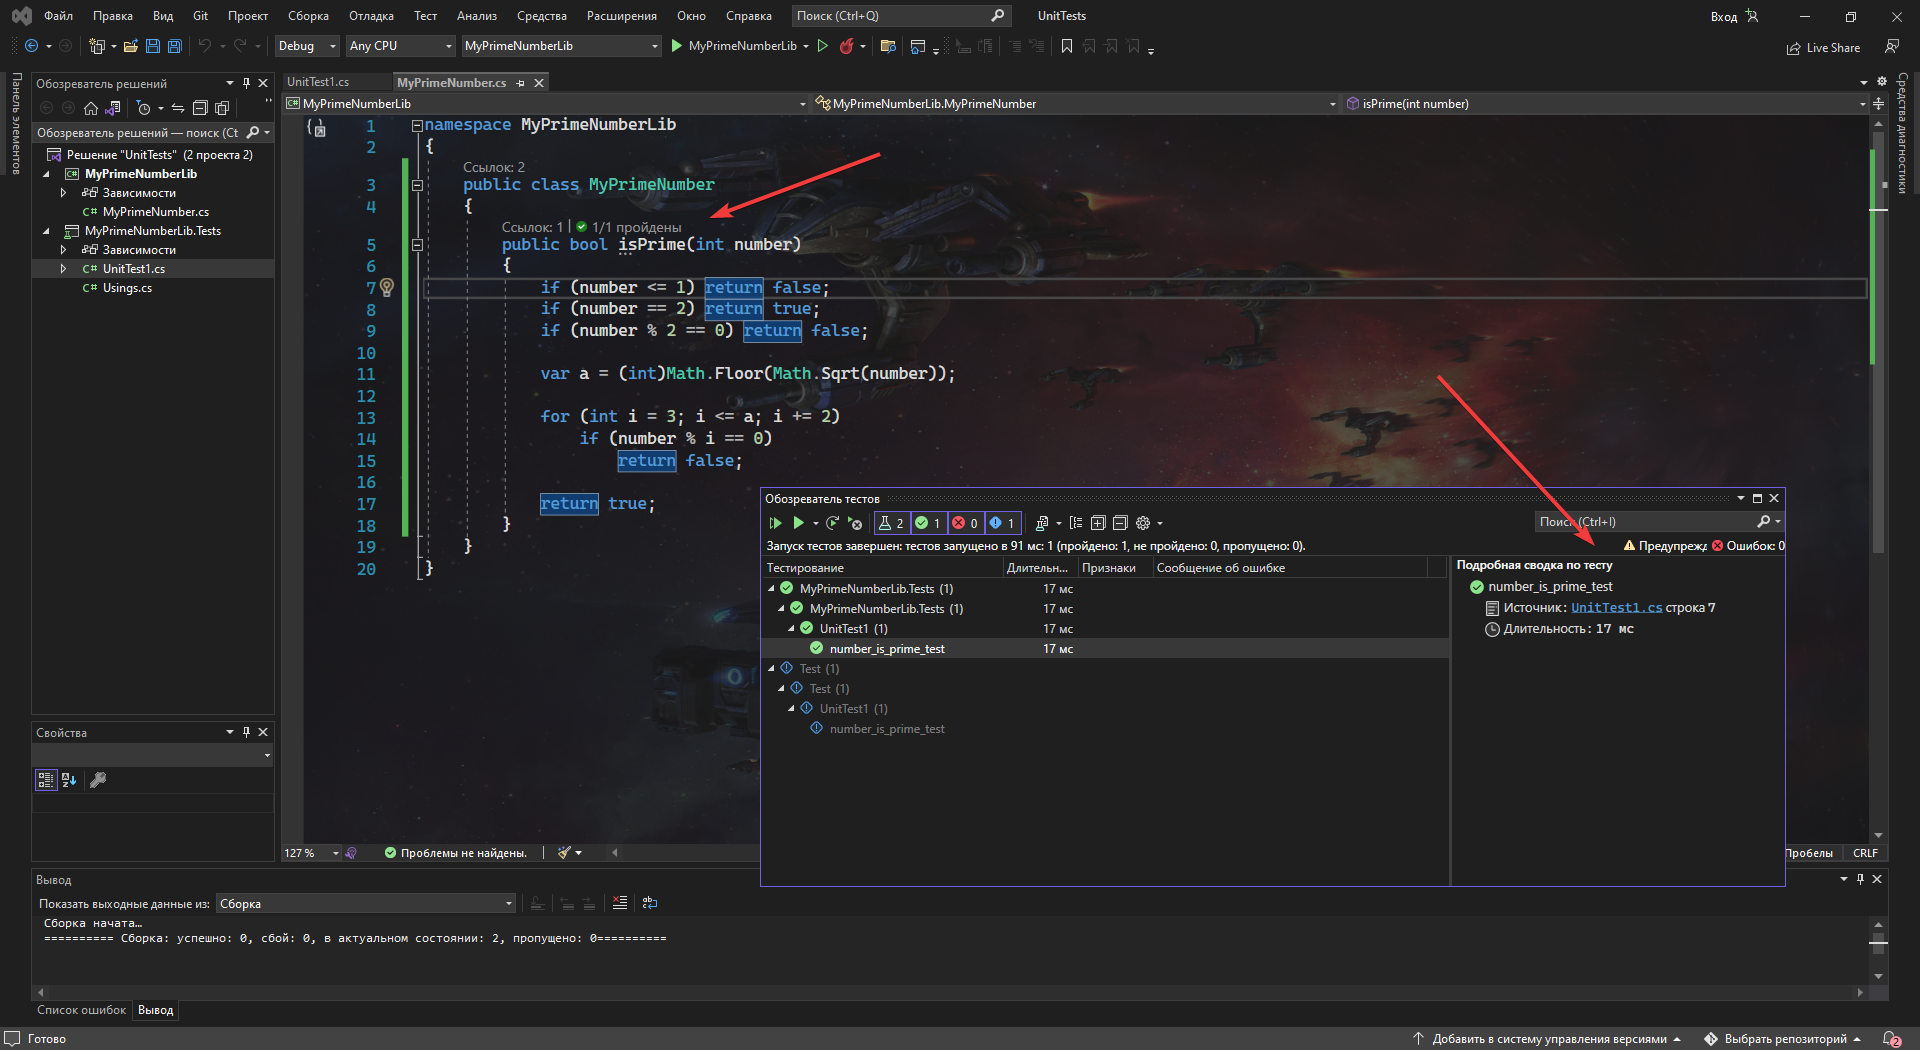 Файл Правка Вид Git Проект Сборка Отладка Тест Анализ Средства Расширения Окно Справка Поиск (Ctrl+Q) UnitTests Вход
Debug Any CPU MyPrimeNumberLib MyPrimeNumberLib Live Share
Панель элементов
Обозреватель решений
Обозреватель решений — поиск (Ct
Решение "UnitTests" (2 проекта 2)
MyPrimeNumberLib
Зависимости
C# MyPrimeNumber.cs
MyPrimeNumberLib.Tests
Зависимости
C# UnitTest1.cs
C# Usings.cs
Свойства
UnitTest1.cs MyPrimeNumber.cs
C# MyPrimeNumberLib MyPrimeNumberLib.MyPrimeNumber isPrime(int number)
Средства диагностики
1 namespace MyPrimeNumberLib
2 {
Ссылок: 2
3 public class MyPrimeNumber
4 {
Ссылок: 1 | 1/1 пройдены
5 public bool isPrime(int number)
6 {
7 if (number <= 1) return false;
8 if (number == 2) return true;
9 if (number % 2 == 0) return false;
10
11 var a = (int)Math.Floor(Math.Sqrt(number));
12
13 for (int i = 3; i <= a; i += 2)
14 if (number % i == 0)
15 return false;
16
17 return true;
18 }
19 }
20 }
127 % Проблемы не найдены. Пробелы CRLF
Обозреватель тестов
2 1 0 1 Поиск (Ctrl+I)
Запуск тестов завершен: тестов запущено в 91 мс: 1 (пройдено: 1, не пройдено: 0, пропущено: 0). Предупрежд Ошибок: 0
Тестирование Длительн... Признаки Сообщение об ошибке
MyPrimeNumberLib.Tests (1) 17 мс
MyPrimeNumberLib.Tests (1) 17 мс
UnitTest1 (1) 17 мс
number_is_prime_test 17 мс
Test (1)
Test (1)
UnitTest1 (1)
number_is_prime_test
Подробная сводка по тесту
number_is_prime_test
Источник: UnitTest1.cs строка 7
Длительность: 17 мс
Вывод
Показать выходные данные из: Сборка
Сборка начата…
========== Сборка: успешно: 0, сбой: 0, в актуальном состоянии: 2, пропущено: 0==========
Список ошибок Вывод
Готово Добавить в систему управления версиями Выбрать репозиторий 2